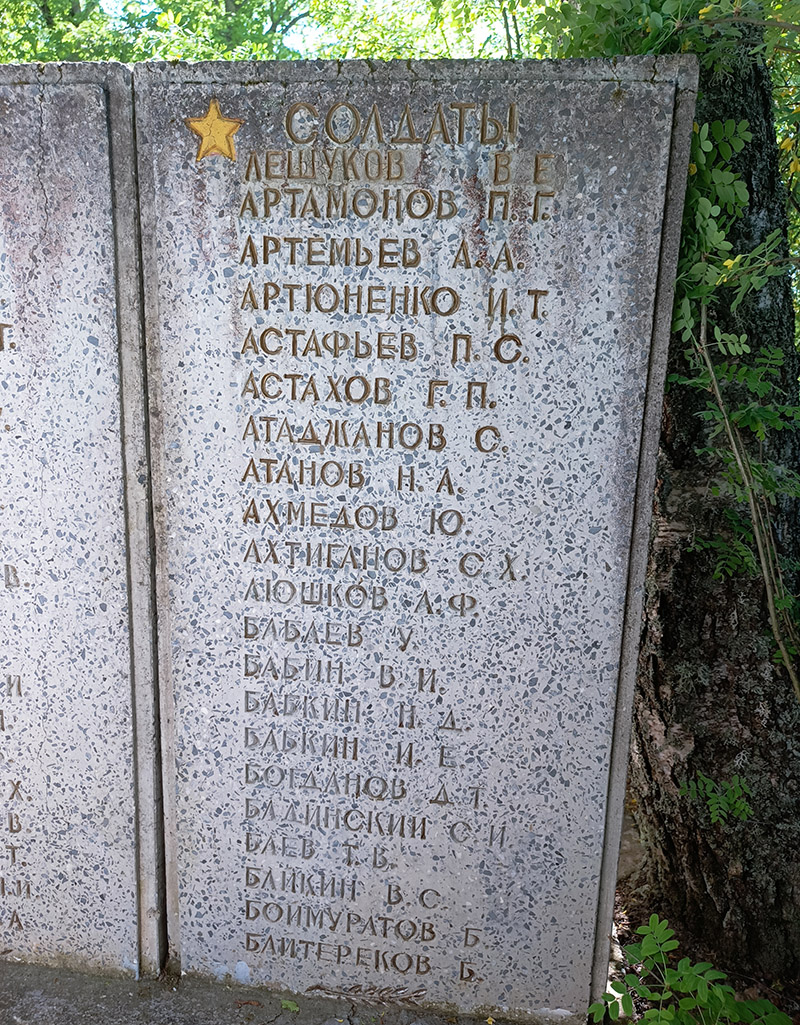 СОЛДАТЫ
ЛЕШУКОВ В Е
АРТАМОНОВ П. Г.
АРТЕМЬЕВ А. А.
АРТЮНЕНКО И. Т
АСТАФЬЕВ П. С.
АСТАХОВ Г. П.
АТАДЖАНОВ С.
АТАНОВ Н. А.
АХМЕДОВ Ю.
АХТИГАНОВ С Х.
АЮШКОВ А. Ф.
БАБАЕВ У.
БАБИН В. И.
БАБКИН Н. Д.
БАБКИН И. Е
БОГДАНОВ Д Г
БАДИНСКИЙ С. И
БАЕВ Т. В.
БАЙКИН В. С.
БОЙМУРАТОВ Б
БАЙТЕРЕКОВ Б.
Г.
В.
И.
Х.
В
Т.
А